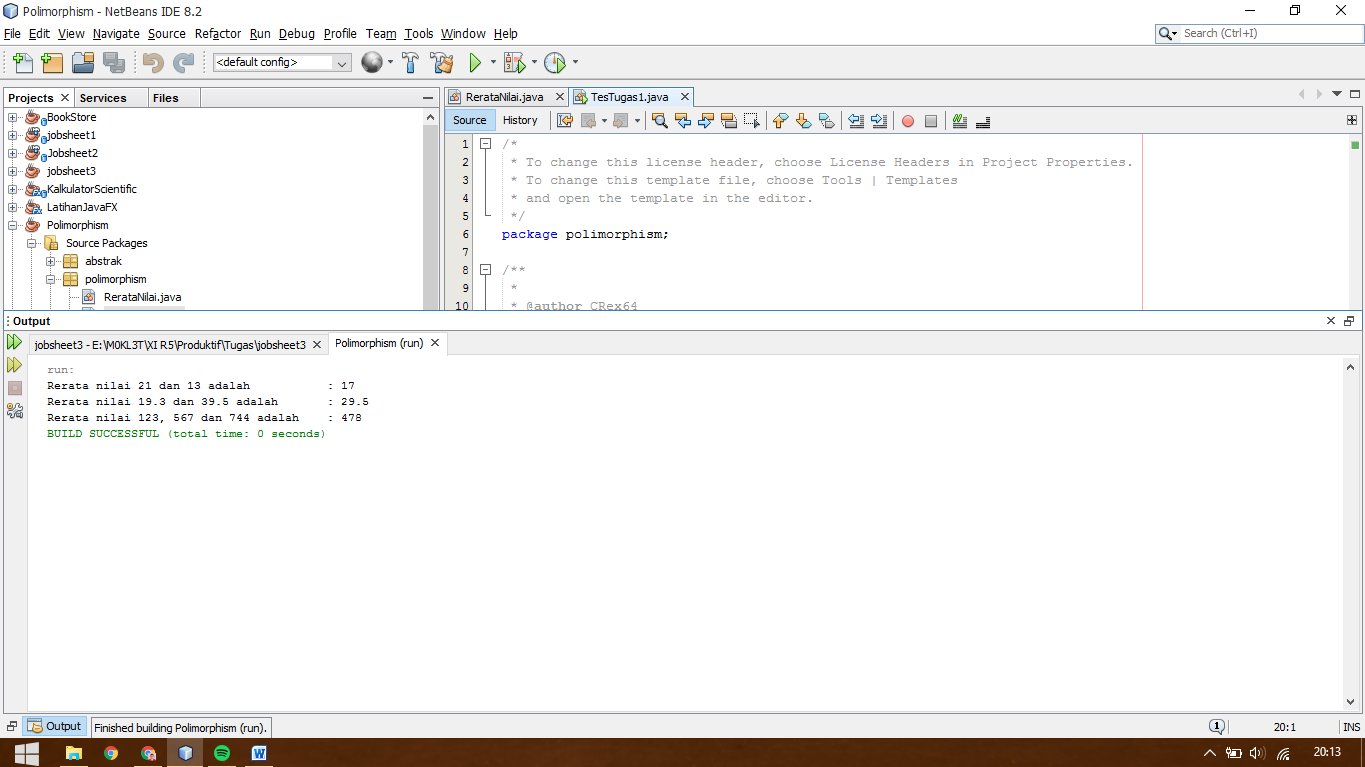 Polimorphism - NetBeans IDE 8.2
File Edit View Navigate Source Refactor Run Debug Profile Team Tools Window Help
Search (Ctrl+I)
<default config>
Projects Services Files
BookStore
jobsheet1
Jobsheet2
jobsheet3
KalkulatorScientific
LatihanJavaFX
Polimorphism
Source Packages
abstrak
polimorphism
RerataNilai.java
RerataNilai.java TesTugas1.java
Source History
1 /*
2 * To change this license header, choose License Headers in Project Properties.
3 * To change this template file, choose Tools | Templates
4 * and open the template in the editor.
5 */
6 package polimorphism;
7
8 /**
9 *
10 * @author CRex64
Output
jobsheet3 - E:\M0KL3T\XI R5\Produktif\Tugas\jobsheet3 Polimorphism (run)
run:
Rerata nilai 21 dan 13 adalah : 17
Rerata nilai 19.3 dan 39.5 adalah : 29.5
Rerata nilai 123, 567 dan 744 adalah : 478
BUILD SUCCESSFUL (total time: 0 seconds)
Output Finished building Polimorphism (run). 1 20:1 INS
20:13